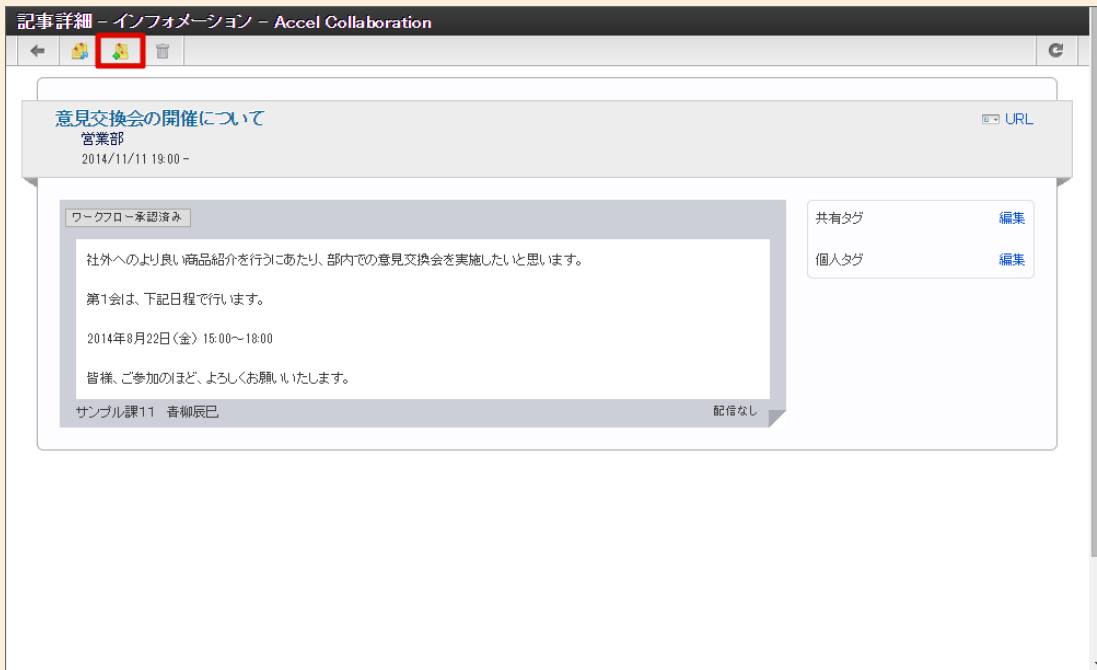 記事詳細 - インフォメーション - Accel Collaboration
意見交換会の開催について
URL
営業部
2014/11/11 19:00 -
ワークフロー承認済み
共有タグ 編集
社外へのより良い商品紹介を行うにあたり、部内での意見交換会を実施したいと思います。
個人タグ 編集
第1会は、下記日程で行います。
2014年8月22日(金) 15:00～18:00
皆様、ご参加のほど、よろしくお願いいたします。
サンプル課11 青柳辰巳
配信なし